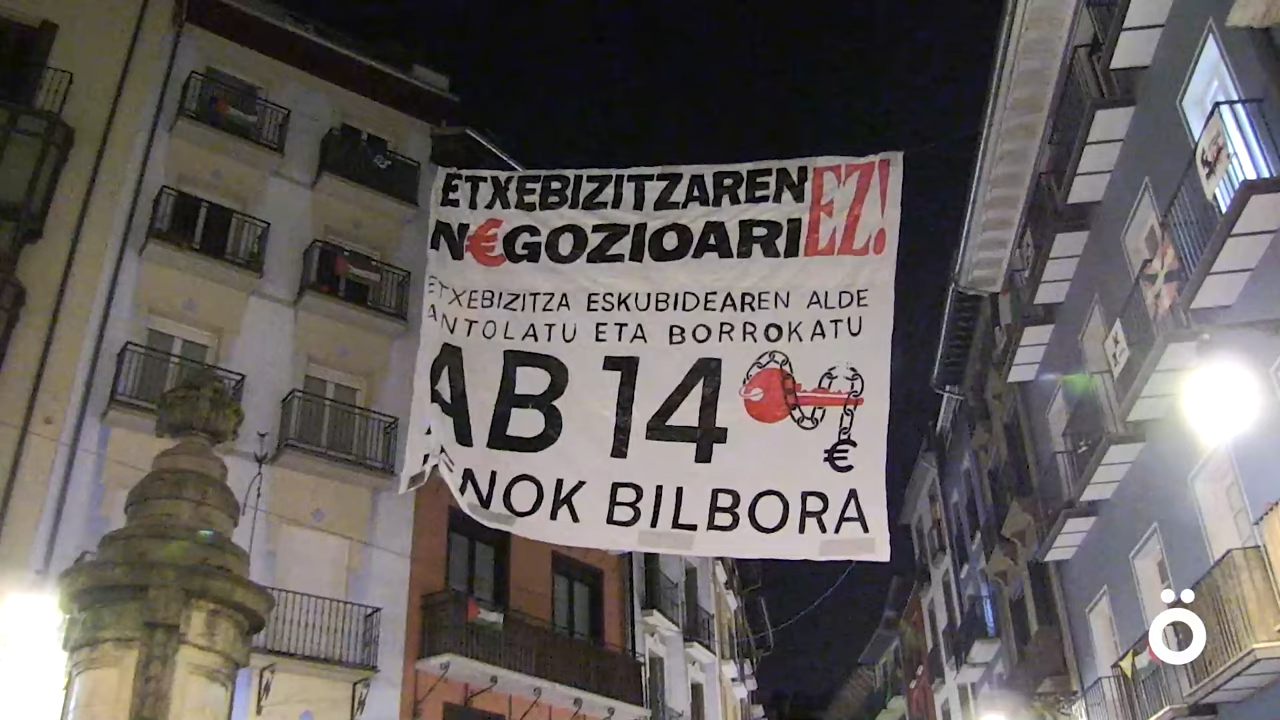 ETXEBIZITZAREN EZ!
N€GOZIOARI
ETXEBIZITZA ESKUBIDEAREN ALDE
ANTOLATU ETA BORROKATU
AB 14
€
NOK BILBORA
Ö